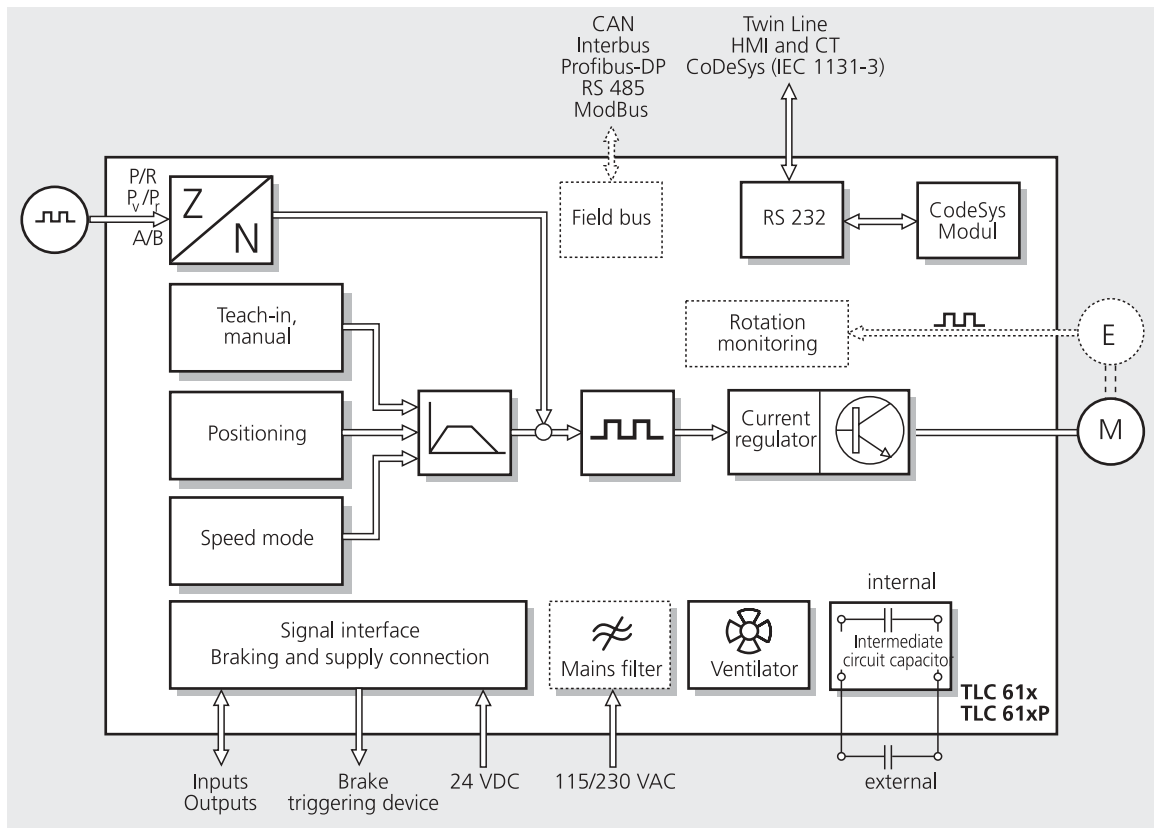 CAN
Interbus
Profibus-DP
RS 485
ModBus
Twin Line
HMI and CT
CoDeSys (IEC 1131-3)
P/R
Pv/Pr
A/B
Z/N
Field bus
RS 232
CodeSys
Modul
Teach-in,
manual
Rotation
monitoring
E
Positioning
Current
regulator
M
Speed mode
Signal interface
Braking and supply connection
Mains filter
Ventilator
internal
Intermediate
circuit capacitor
TLC 61x
TLC 61xP
Inputs
Outputs
Brake
triggering device
24 VDC
115/230 VAC
external